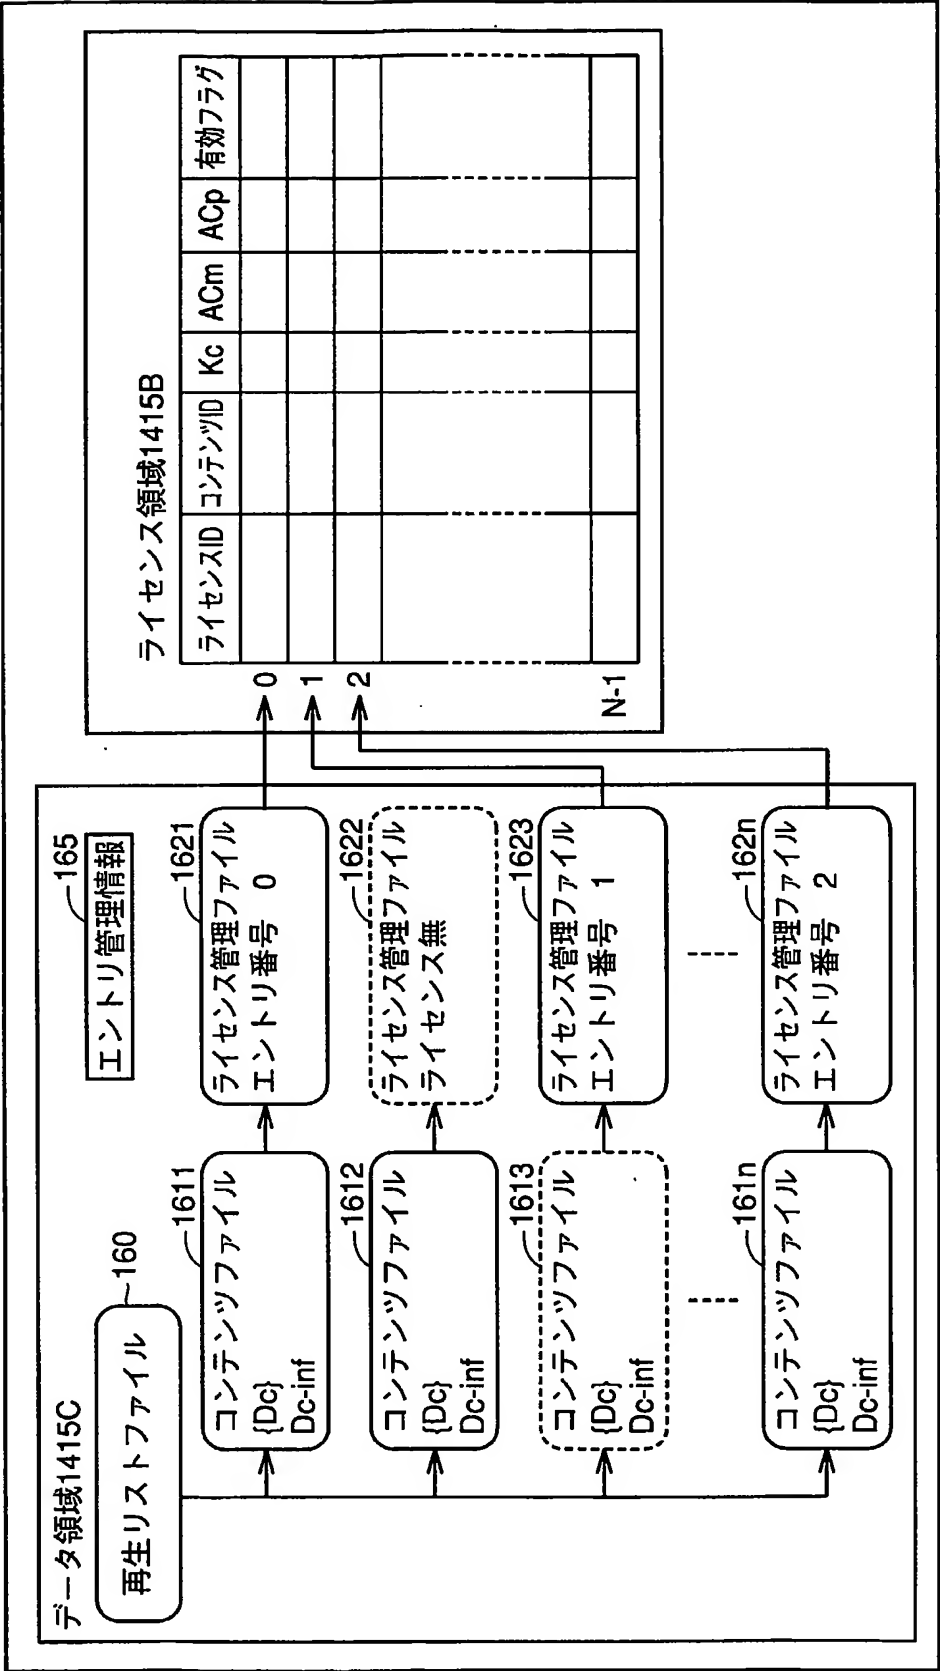 データ領域1415C
再生リストファイル
160
165
エントリ管理情報
コンテンツファイル
{Dc}
Dc-inf
1611
ライセンス管理ファイル
エントリ番号 0
1621
コンテンツファイル
{Dc}
Dc-inf
1612
ライセンス管理ファイル
ライセンス無
1622
コンテンツファイル
{Dc}
Dc-inf
1613
ライセンス管理ファイル
エントリ番号 1
1623
コンテンツファイル
{Dc}
Dc-inf
161n
ライセンス管理ファイル
エントリ番号 2
162n
ライセンス領域1415B
ライセンスID コンテンツID Kc ACm ACp 有効フラグ
0
1
2
N-1